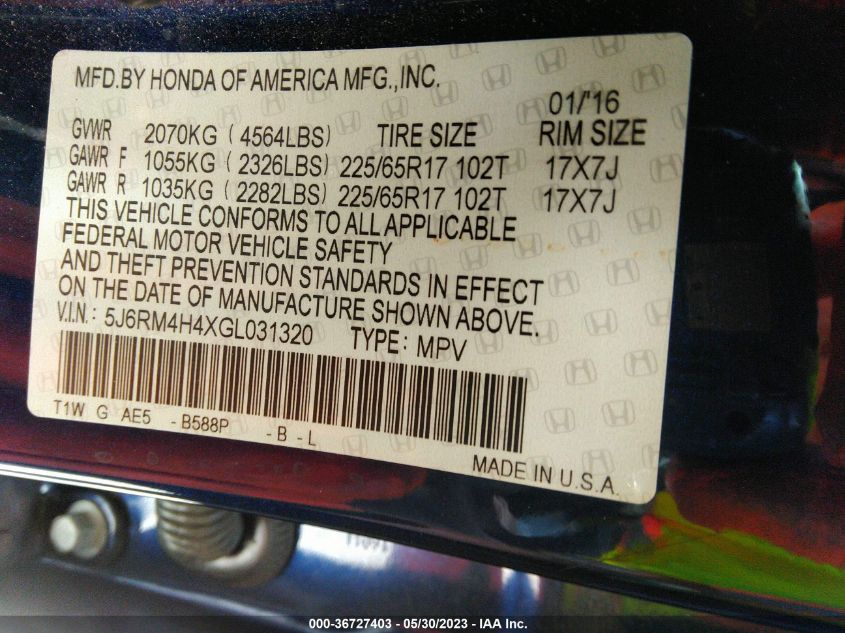 MFD.BY HONDA OF AMERICA MFG.,INC.
01/'16
GVWR 2070KG (4564LBS) TIRE SIZE RIM SIZE
GAWR F 1055KG (2326LBS) 225/65R17 102T 17X7J
GAWR R 1035KG (2282LBS) 225/65R17 102T 17X7J
THIS VEHICLE CONFORMS TO ALL APPLICABLE
FEDERAL MOTOR VEHICLE SAFETY
AND THEFT PREVENTION STANDARDS IN EFFECT
ON THE DATE OF MANUFACTURE SHOWN ABOVE.
V.I.N.: 5J6RM4H4XGL031320 TYPE: MPV
T1W G AE5 -B588P -B-L
MADE IN U.S.A.
000-36727403 - 05/30/2023 - IAA Inc.